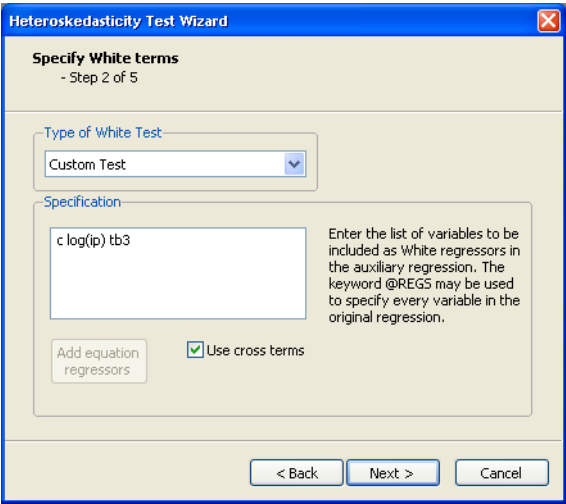 Heteroskedasticity Test Wizard
Specify White terms
- Step 2 of 5
Type of White Test
Custom Test
Specification
c log(ip) tb3
Enter the list of variables to be
included as White regressors in
the auxiliary regression. The
keyword @REGS may be used
to specify every variable in the
original regression.
Add equation
regressors
Use cross terms
< Back
Next >
Cancel